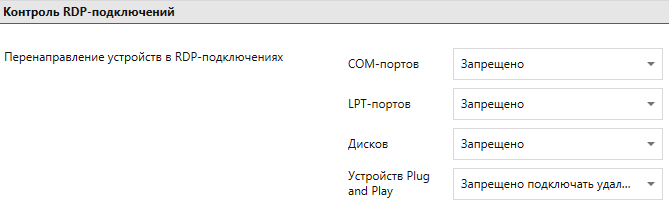 Контроль RDP-подключений
Перенаправление устройств в RDP-подключениях
COM-портов
Запрещено
LPT-портов
Запрещено
Дисков
Запрещено
Устройств Plug
and Play
Запрещено подключать удал...